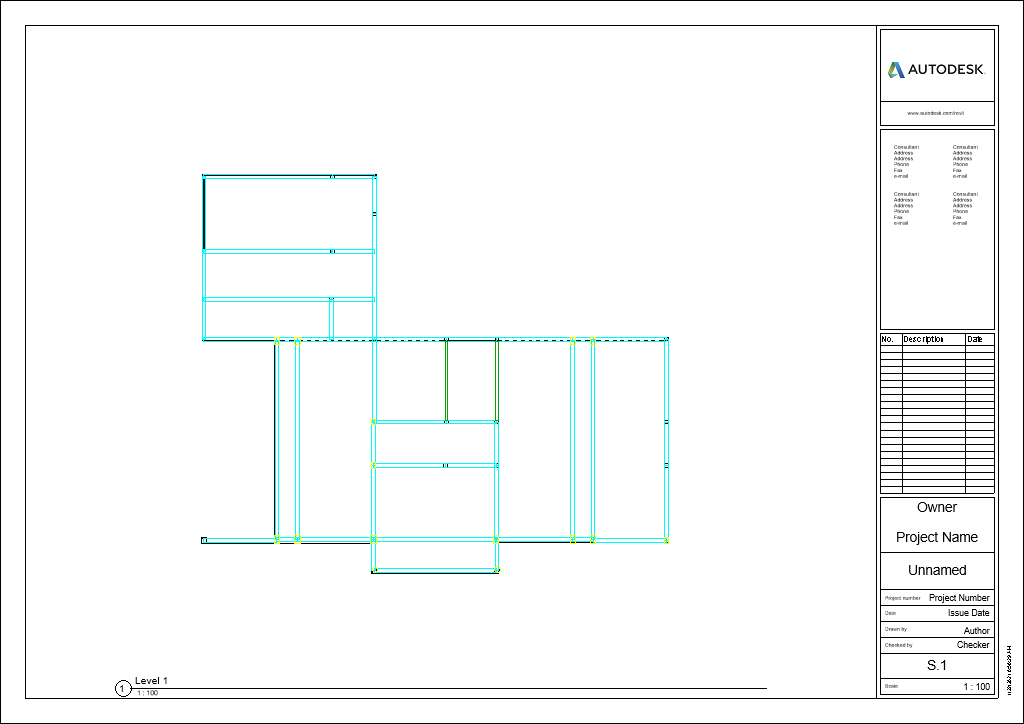 AUTODESK
www.autodesk.com/revit
Consultant
Address
Address
Phone
Fax
e-mail
Consultant
Address
Address
Phone
Fax
e-mail
Consultant
Address
Address
Phone
Fax
e-mail
Consultant
Address
Address
Phone
Fax
e-mail
No. Description Date
Owner
Project Name
Unnamed
Project number Project Number
Date Issue Date
Drawn by Author
Checked by Checker
S.1
Scale 1 : 100
1 Level 1
1 : 100